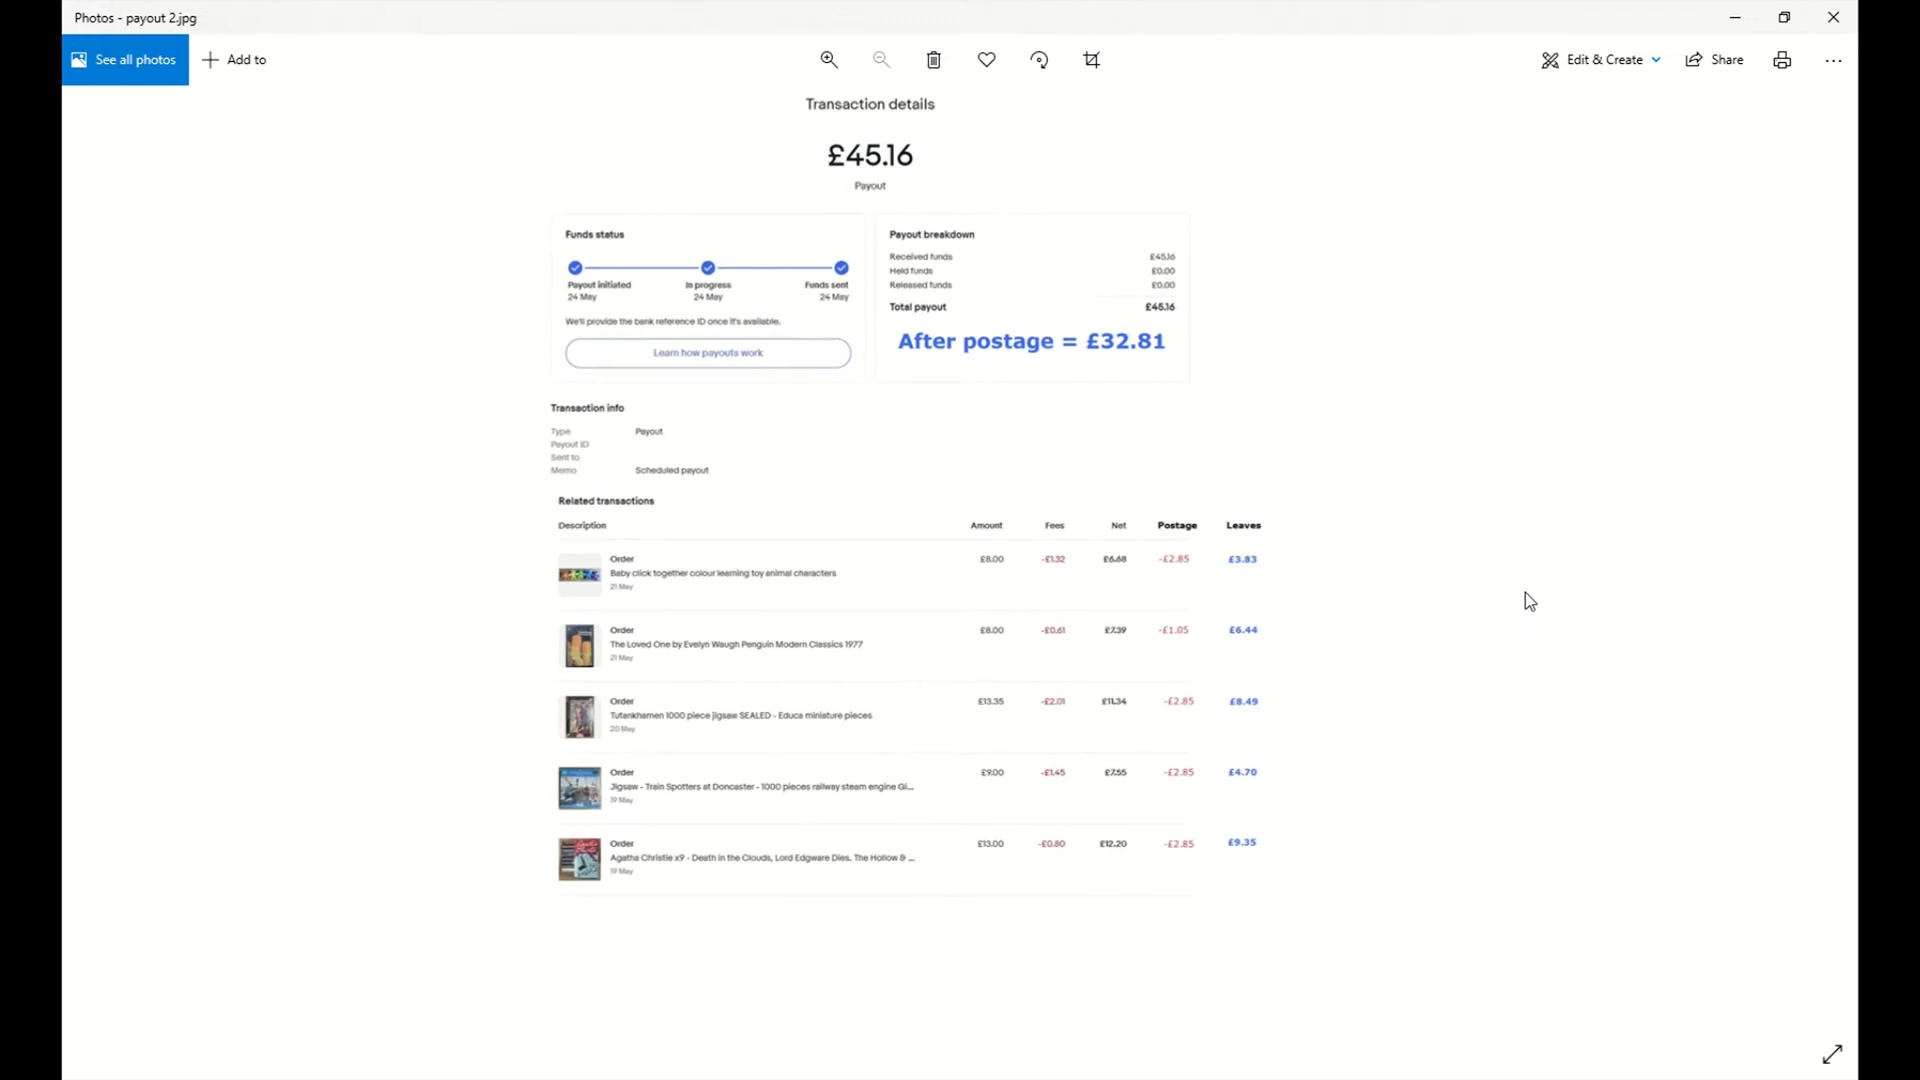 Photos - payout 2.jpg
See all photos
Add to
Edit & Create
Share
Transaction details
£45.16
Payout
Funds status
Payout initiated In progress Funds sent
24 May 24 May 24 May
We'll provide the bank reference ID once it's available.
Learn how payouts work
Payout breakdown
Received funds £45.16
Held funds £0.00
Released funds £0.00
Total payout £45.16
After postage = £32.81
Transaction info
Type Payout
Payout ID
Sent to
Memo Scheduled payout
Related transactions
Description Amount Fees Net Postage Leaves
Order £8.00 -£1.32 £6.68 -£2.85 £3.83
Baby click together colour learning toy animal characters
21 May
Order £8.00 -£0.61 £7.39 -£1.05 £6.44
The Loved One by Evelyn Waugh Penguin Modern Classics 1977
21 May
Order £13.35 -£2.01 £11.34 -£2.85 £8.49
Tutankhamen 1000 piece jigsaw SEALED - Educa miniature pieces
20 May
Order £9.00 -£1.45 £7.55 -£2.85 £4.70
Jigsaw - Train Spotters at Doncaster - 1000 pieces railway steam engine Gi...
19 May
Order £13.00 -£0.80 £12.20 -£2.85 £9.35
Agatha Christie x9 - Death in the Clouds, Lord Edgware Dies. The Hollow & ...
19 May